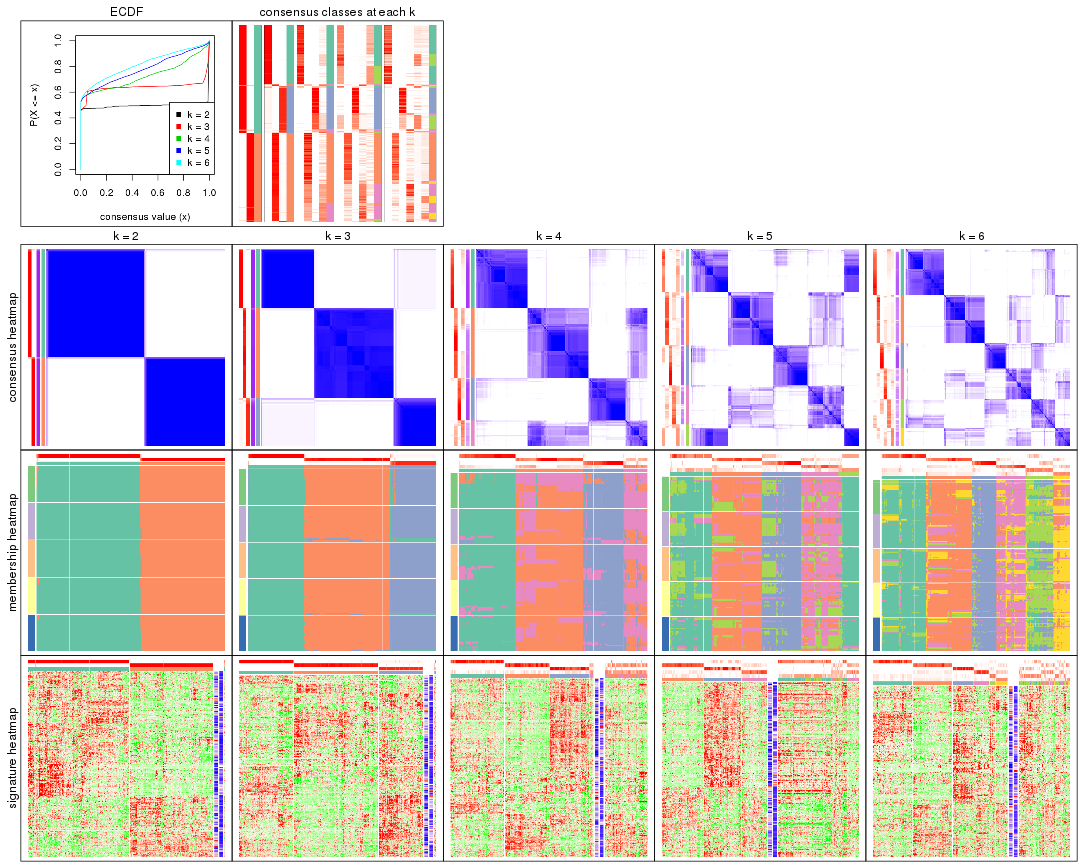 ECDF
consensus classes at each k
P(X <= x)
0.0 0.2 0.4 0.6 0.8 1.0
k = 2
k = 3
k = 4
k = 5
k = 6
0.0 0.2 0.4 0.6 0.8 1.0
consensus value (x)
k = 2
k = 3
k = 4
k = 5
k = 6
consensus heatmap
membership heatmap
signature heatmap